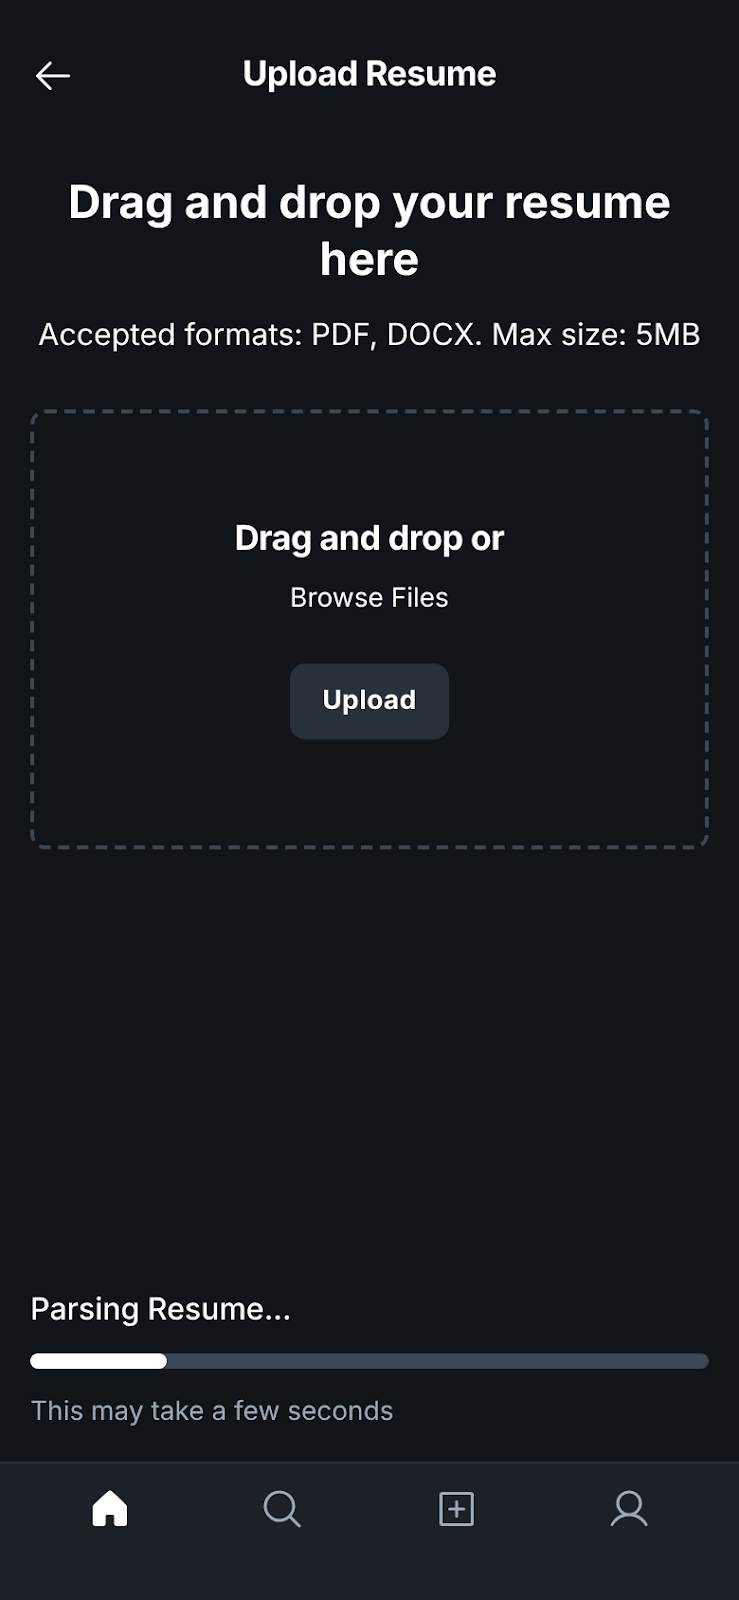 Upload Resume
Drag and drop your resume
here
Accepted formats: PDF, DOCX. Max size: 5MB
Drag and drop or
Browse Files
Upload
Parsing Resume...
This may take a few seconds